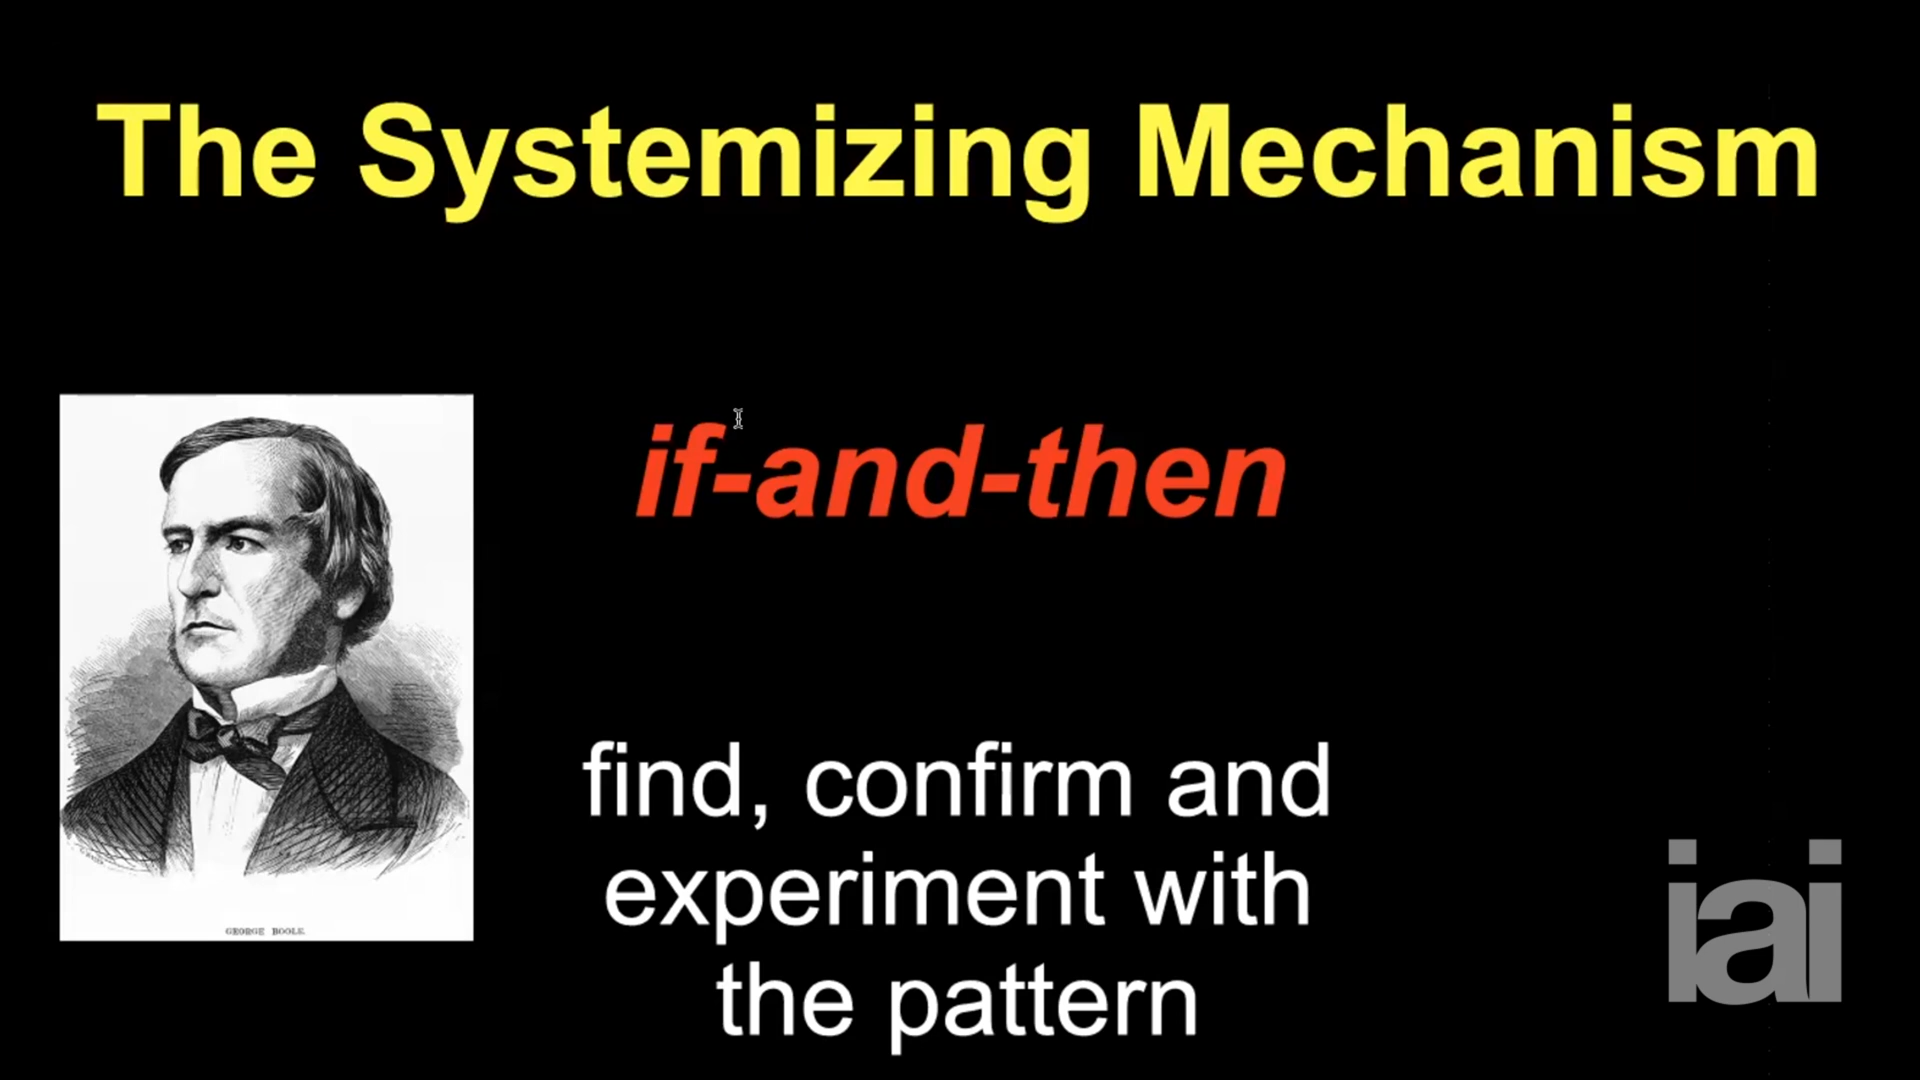 The Systemizing Mechanism
if-and-then
GEORGE BOOLE
find, confirm and
experiment with
the pattern
iai